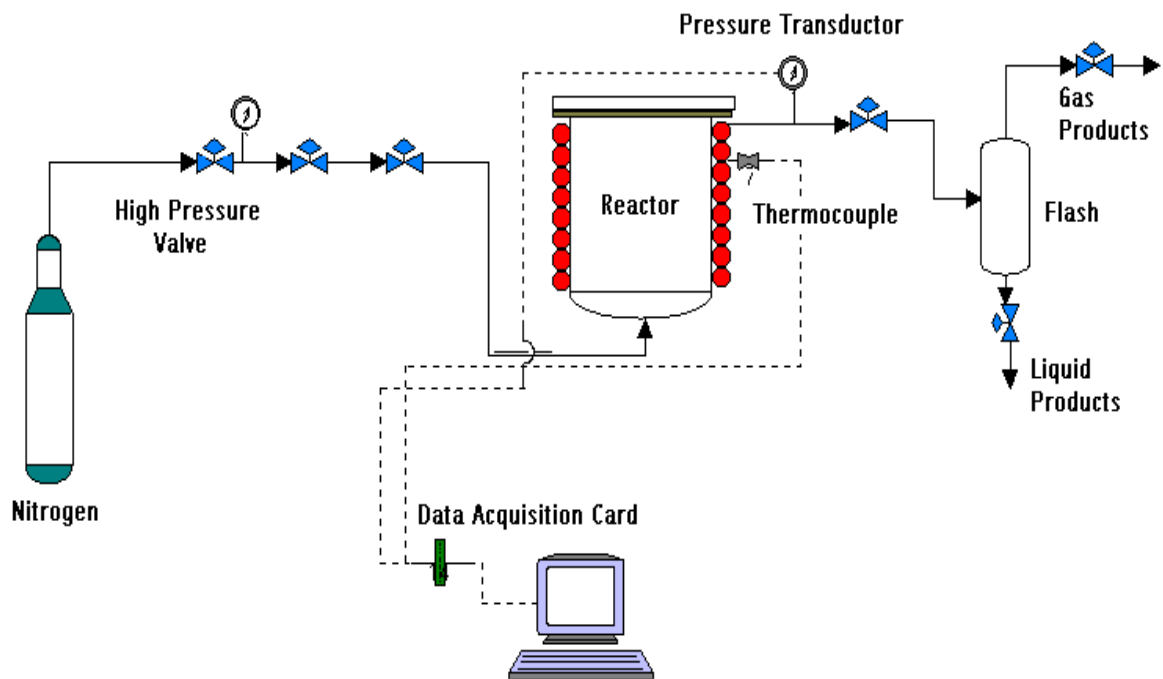 Pressure Transductor
Gas
Products
High Pressure
Valve
Reactor
Thermocouple
Flash
Liquid
Products
Nitrogen
Data Acquisition Card